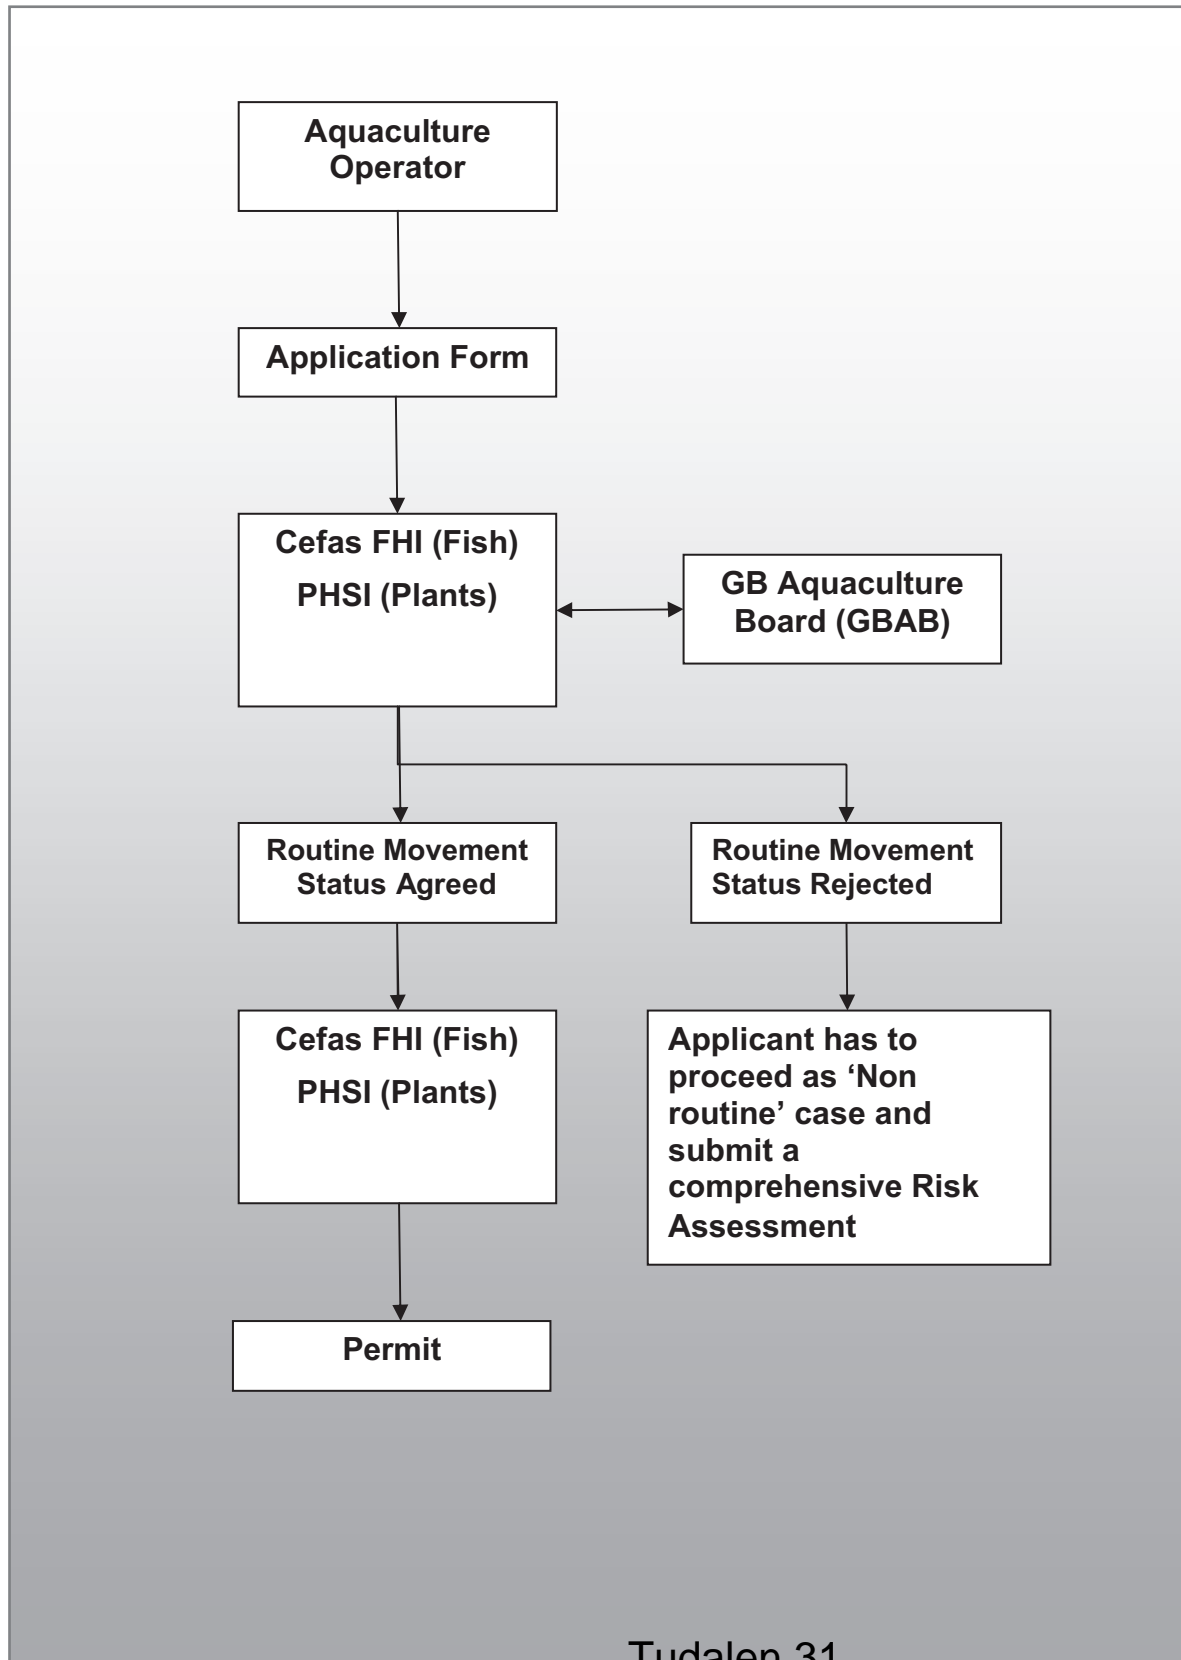 Aquaculture
Operator
Application Form
Cefas FHI (Fish)
PHSI (Plants)
GB Aquaculture
Board (GBAB)
Routine Movement
Status Agreed
Routine Movement
Status Rejected
Cefas FHI (Fish)
PHSI (Plants)
Applicant has to
proceed as ‘Non
routine’ case and
submit a
comprehensive Risk
Assessment
Permit
Tudalen 31